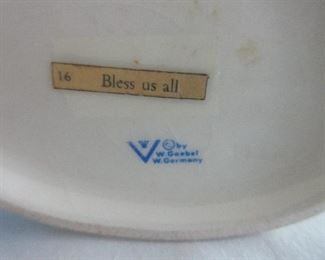 16 Bless us all
© by
W. Goebel
W. Germany